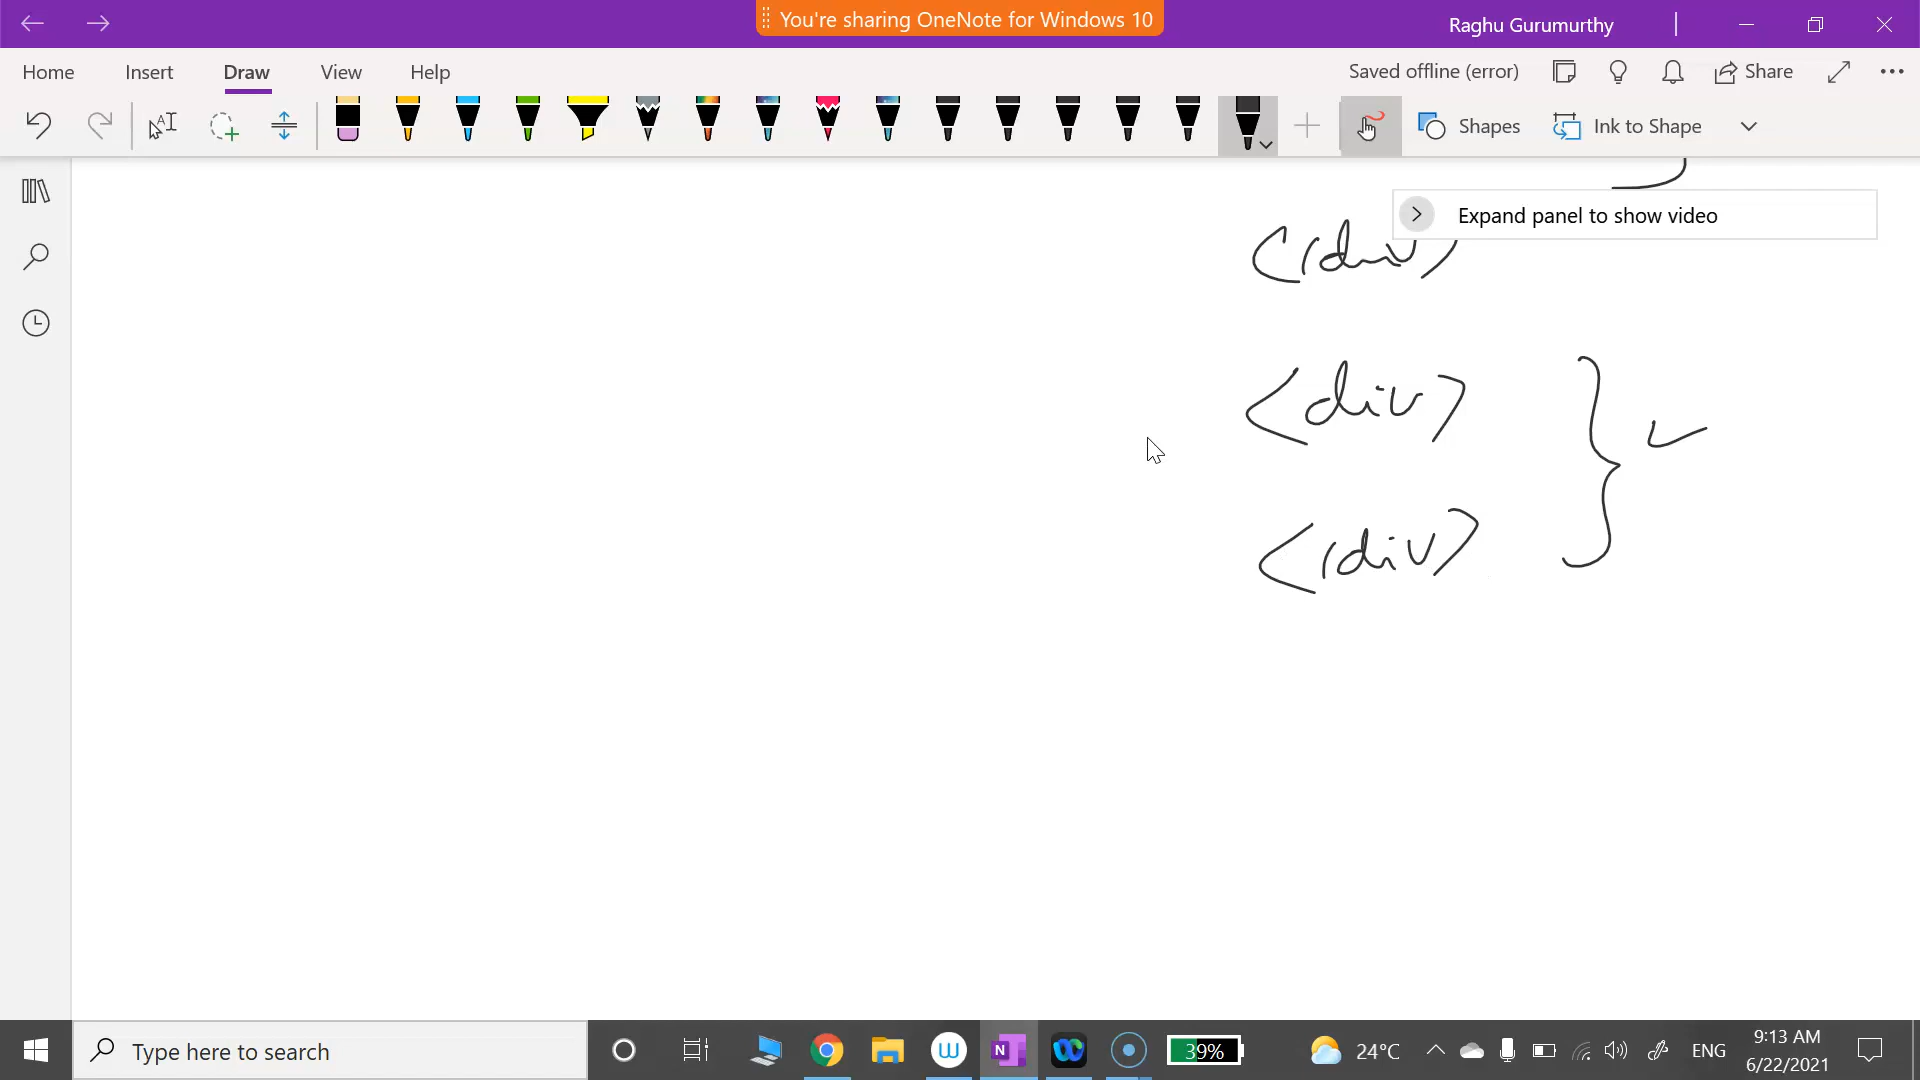 You're sharing OneNote for Windows 10
Raghu Gurumurthy
Home Insert Draw View Help
Saved offline (error)
Share
Shapes
Ink to Shape
Expand panel to show video
</div>
<div>
</div>
Type here to search
N
39%
24°C
ENG
9:13 AM
6/22/2021